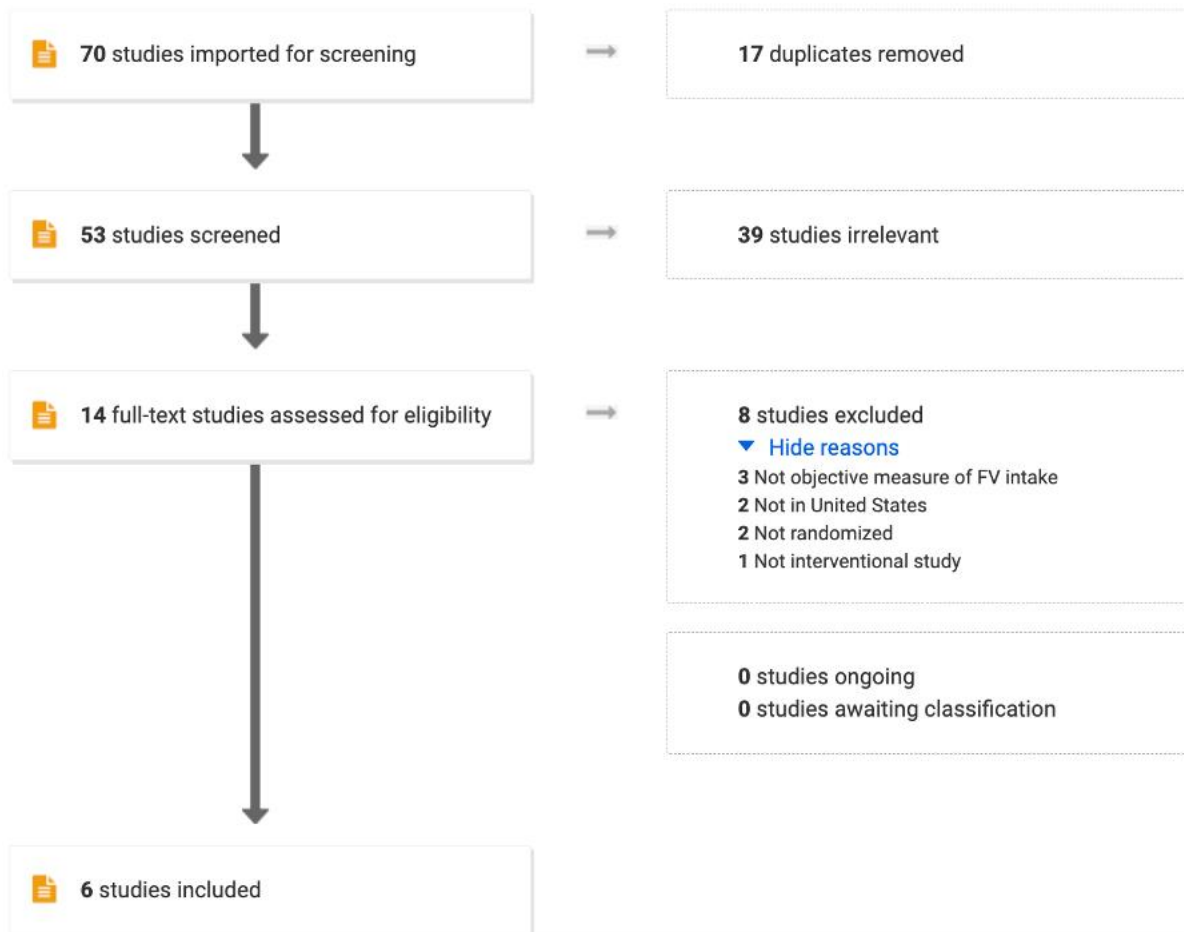 70 studies imported for screening
17 duplicates removed
53 studies screened
39 studies irrelevant
14 full-text studies assessed for eligibility
8 studies excluded
Hide reasons
3 Not objective measure of FV intake
2 Not in United States
2 Not randomized
1 Not interventional study
0 studies ongoing
0 studies awaiting classification
6 studies included